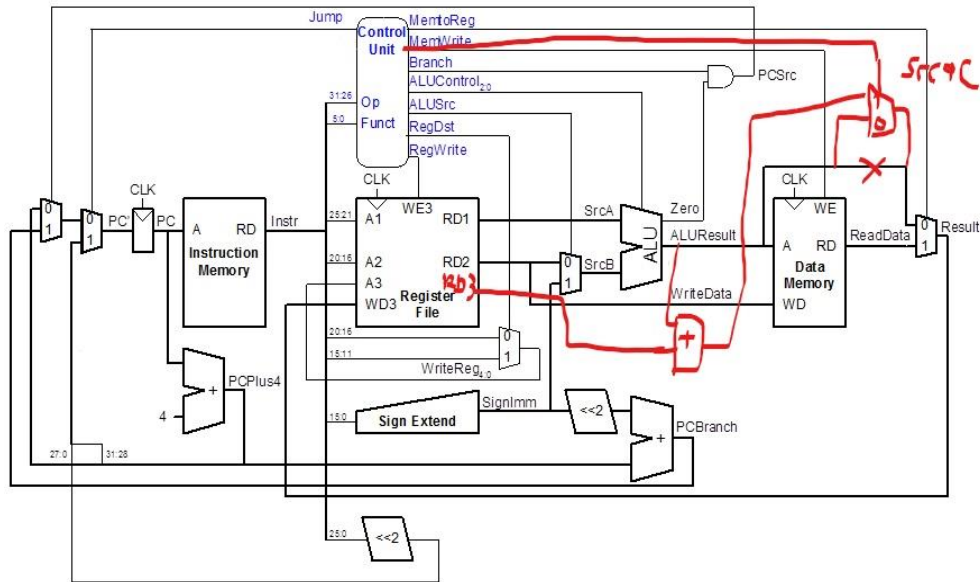 Jump
MemtoReg
Control
Unit
MemWrite
Branch
PCSrc
ALUControl2:0
31:26
Op
ALUSrc
5:0
Funct
RegDst
RegWrite
CLK
CLK
CLK
0
1
0
1
PC'
PC
A
RD
Instruction
Memory
Instr
25:21
A1
WE3
RD1
SrcA
Zero
WE
0
1
Result
20:16
A2
RD2
0
1
SrcB
ALU
ALUResult
A
RD
ReadData
A3
RD3
Data
Memory
WD3
Register
File
WriteData
WD
+
20:16
0
15:11
1
WriteReg4:0
PCPlus4
+
4
SignImm
15:0
Sign Extend
<<2
PCBranch
+
27:0
31:28
25:0
<<2